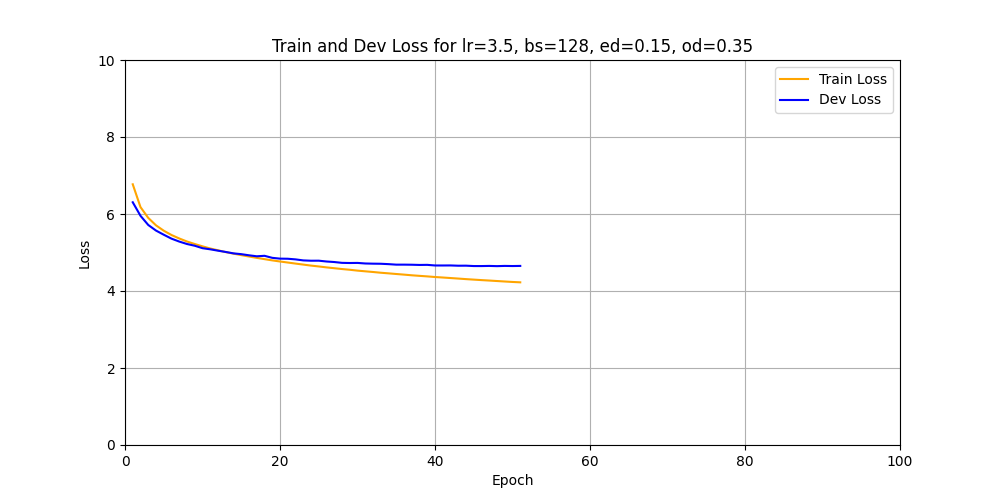 Train and Dev Loss for lr=3.5, bs=128, ed=0.15, od=0.35
Train Loss
Dev Loss
10
8
6
4
2
0
Loss
0 20 40 60 80 100
Epoch